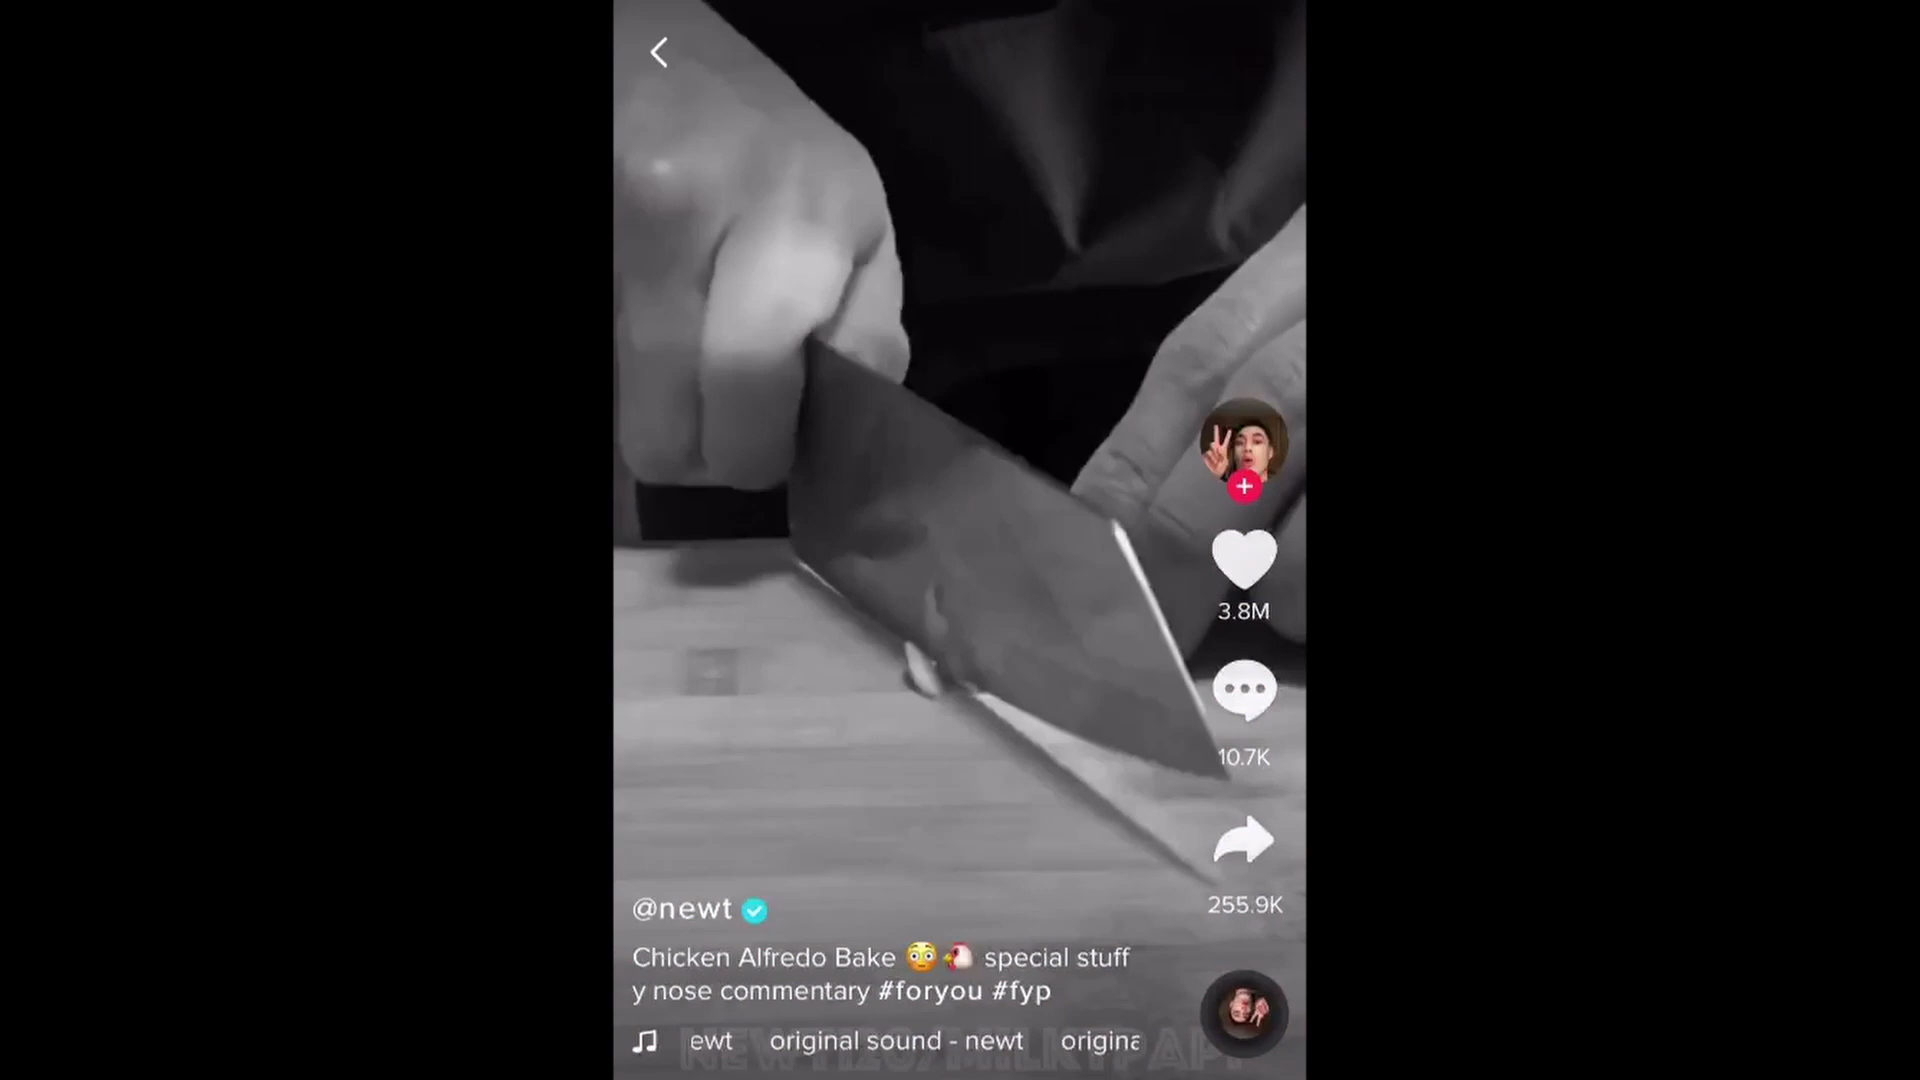 3.8M
10.7K
255.9K
@newt
Chicken Alfredo Bake 😳🐔 special stuff
y nose commentary #foryou #fyp
ewt original sound - newt origina